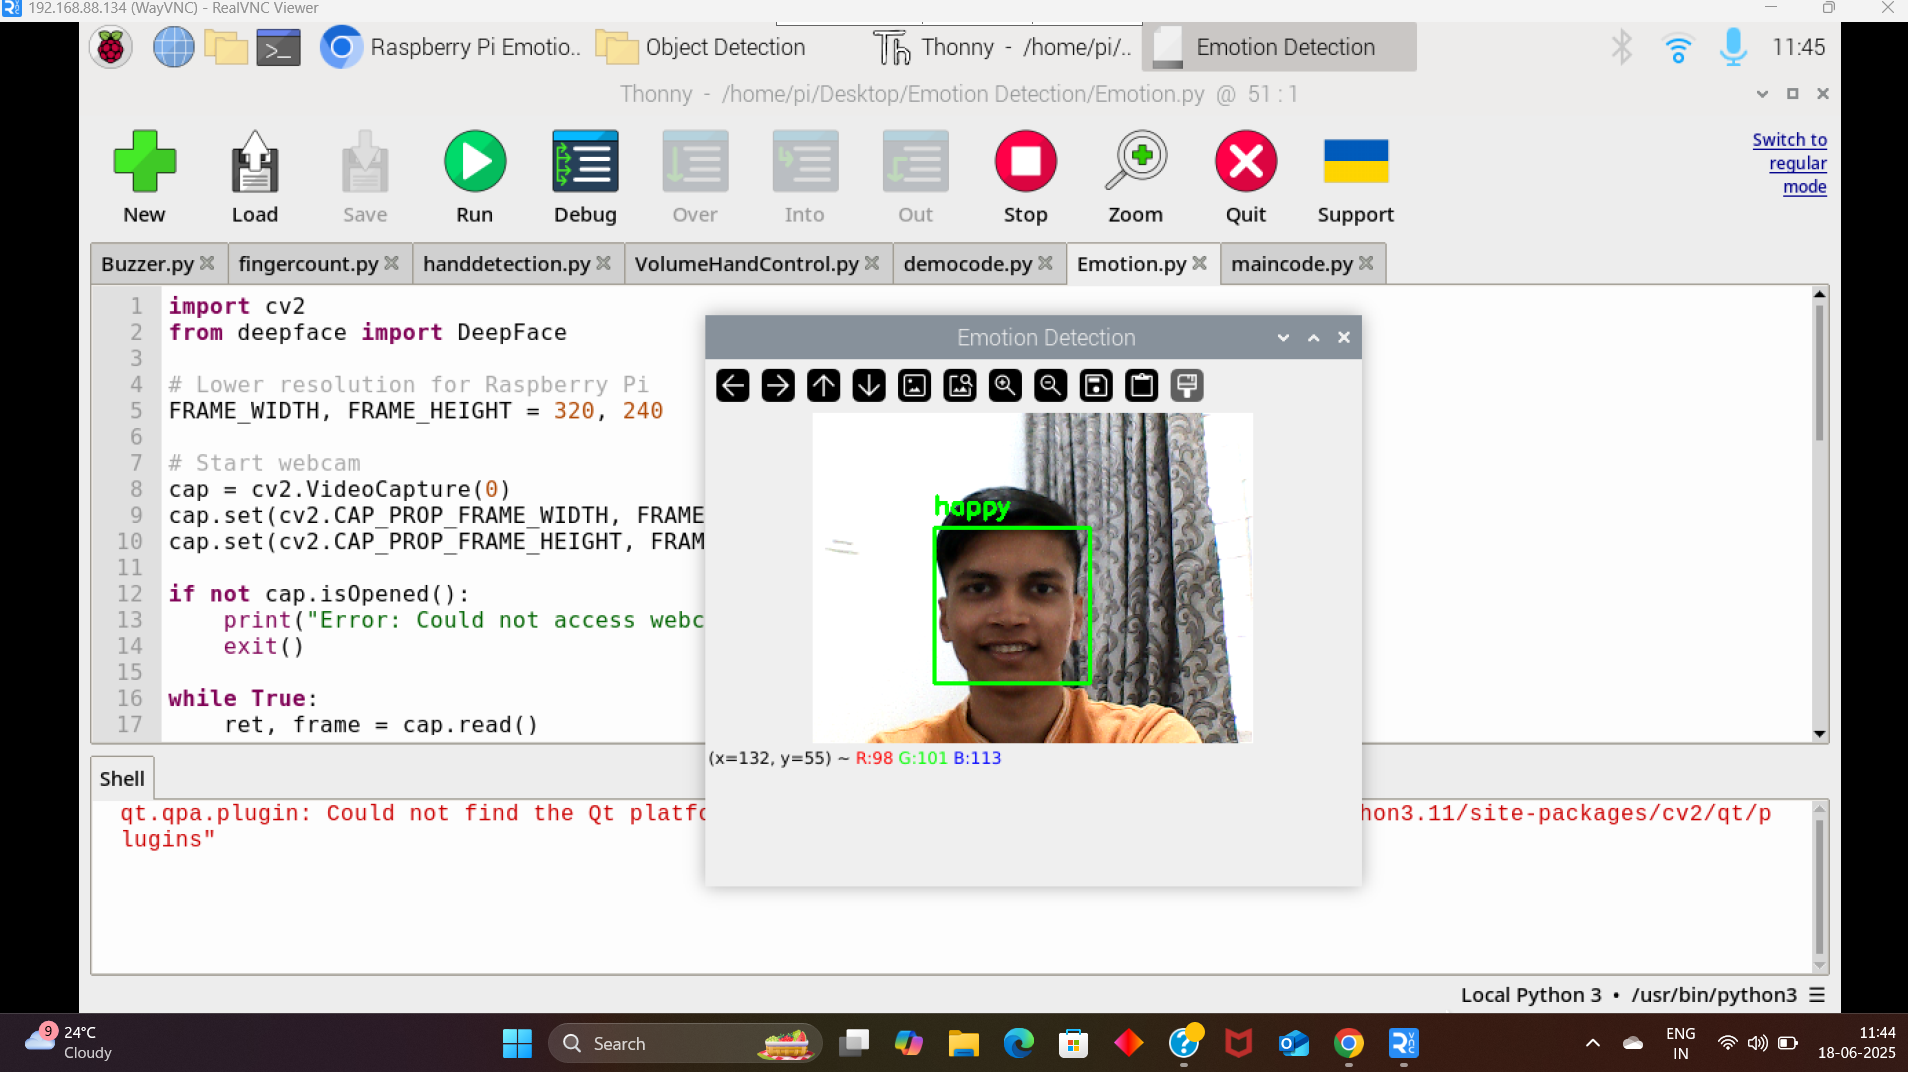 192.168.88.134 (WayVNC) - RealVNC Viewer
Raspberry Pi Emotio.. Object Detection Thonny - /home/pi/.. Emotion Detection 11:45
Thonny - /home/pi/Desktop/Emotion Detection/Emotion.py @ 51 : 1
Switch to
regular
mode
New Load Save Run Debug Over Into Out Stop Zoom Quit Support
Buzzer.py fingercount.py handdetection.py VolumeHandControl.py democode.py Emotion.py maincode.py
1 import cv2
2 from deepface import DeepFace
3
4 # Lower resolution for Raspberry Pi
5 FRAME_WIDTH, FRAME_HEIGHT = 320, 240
6
7 # Start webcam
8 cap = cv2.VideoCapture(0)
9 cap.set(cv2.CAP_PROP_FRAME_WIDTH, FRAME
10 cap.set(cv2.CAP_PROP_FRAME_HEIGHT, FRAM
11
12 if not cap.isOpened():
13 print("Error: Could not access webc
14 exit()
15
16 while True:
17 ret, frame = cap.read()
Emotion Detection
happy
(x=132, y=55) ~ R:98 G:101 B:113
Shell
qt.qpa.plugin: Could not find the Qt platfo hon3.11/site-packages/cv2/qt/p
lugins"
Local Python 3 • /usr/bin/python3
9
24°C
Cloudy
Search
ENG
IN
11:44
18-06-2025